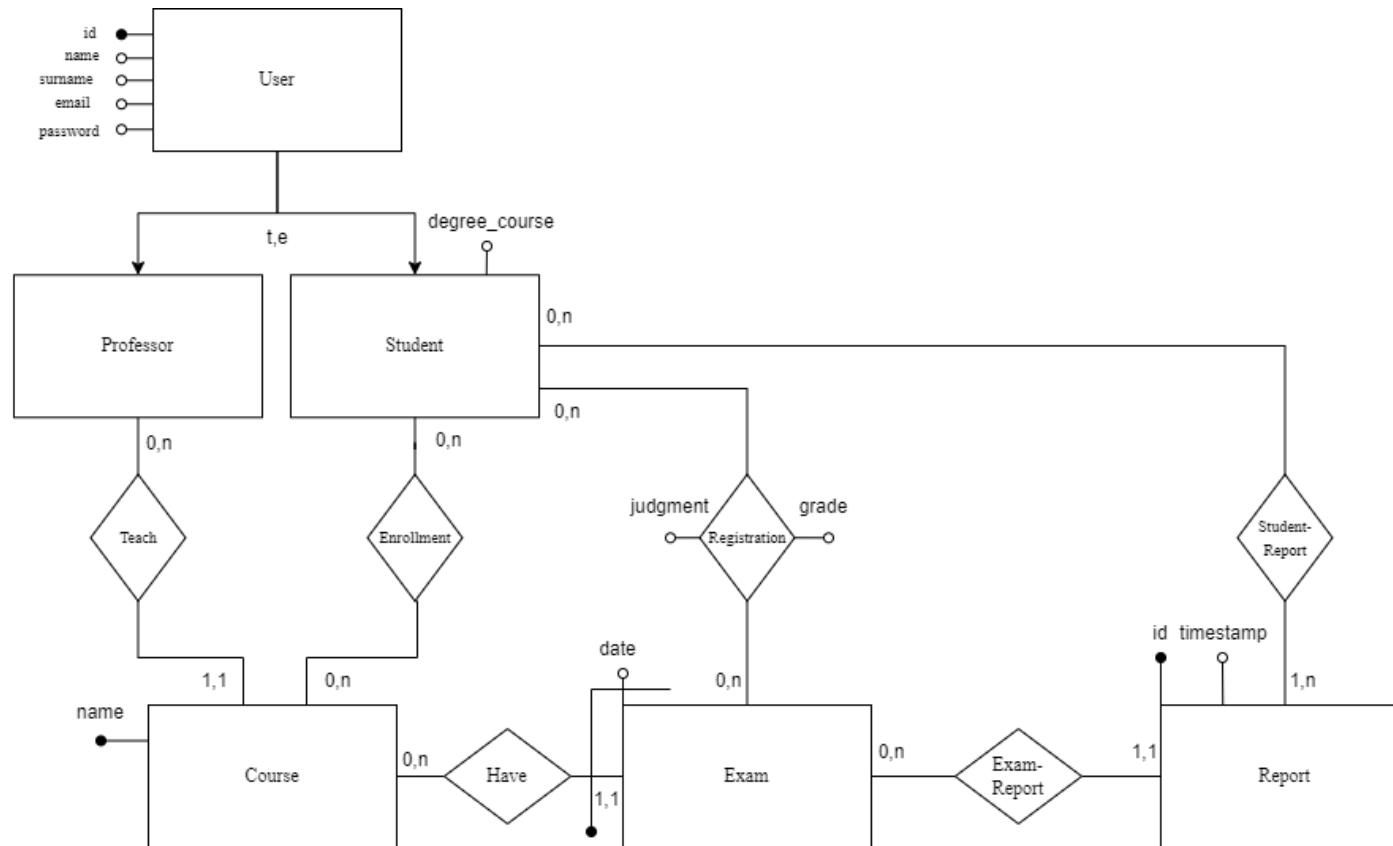 id
name
surname
email
password
User
t,e
degree_course
Professor
Student
0,n
0,n
0,n
0,n
judgment
grade
Teach
Enrollment
Registration
Student-
Report
date
id
timestamp
1,1
0,n
0,n
1,n
name
0,n
0,n
1,1
Course
Have
1,1
Exam
Exam-
Report
Report